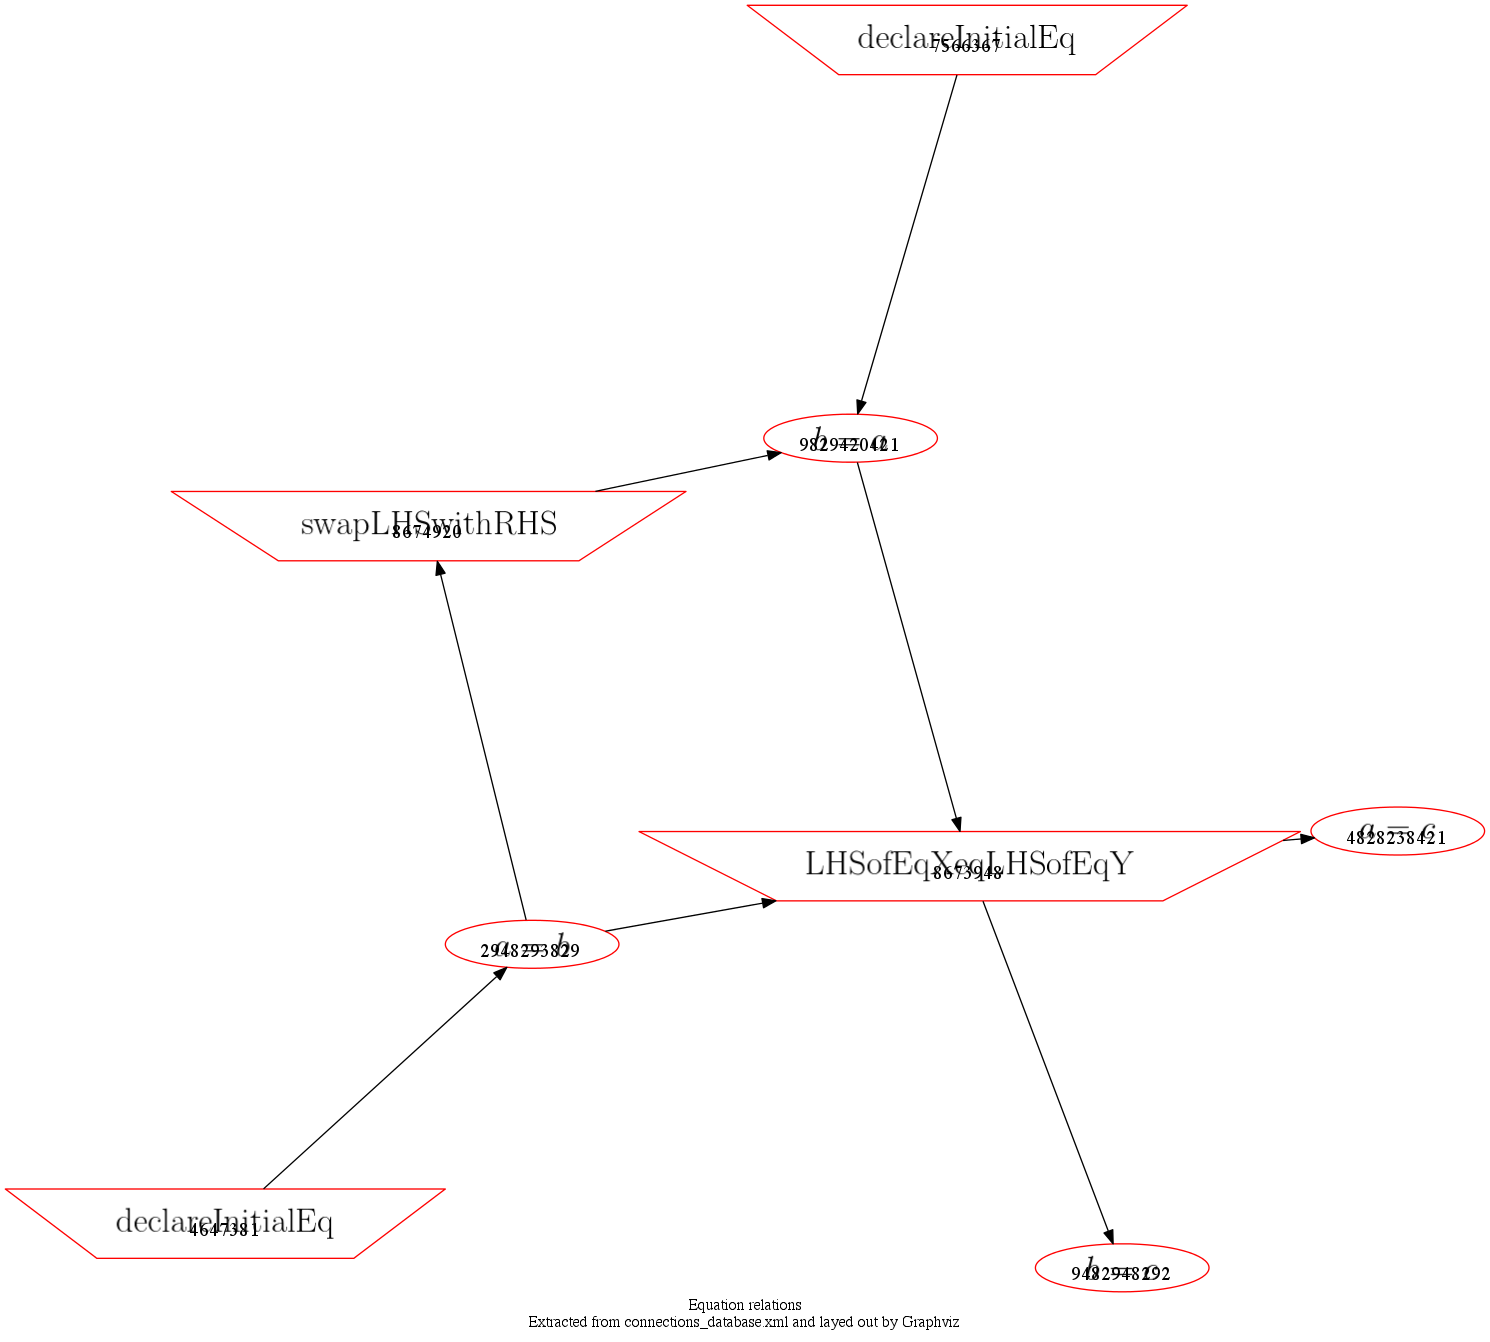 declareInitialEq
7566367
b = a
9829420421
swapLHSwithRHS
8674920
a = c
4828238421
LHSofEqXeqLHSofEqY
8673948
a = b
2948293829
declareInitialEq
4647381
b = c
9482948292
Equation relations
Extracted from connections_database.xml and layed out by Graphviz